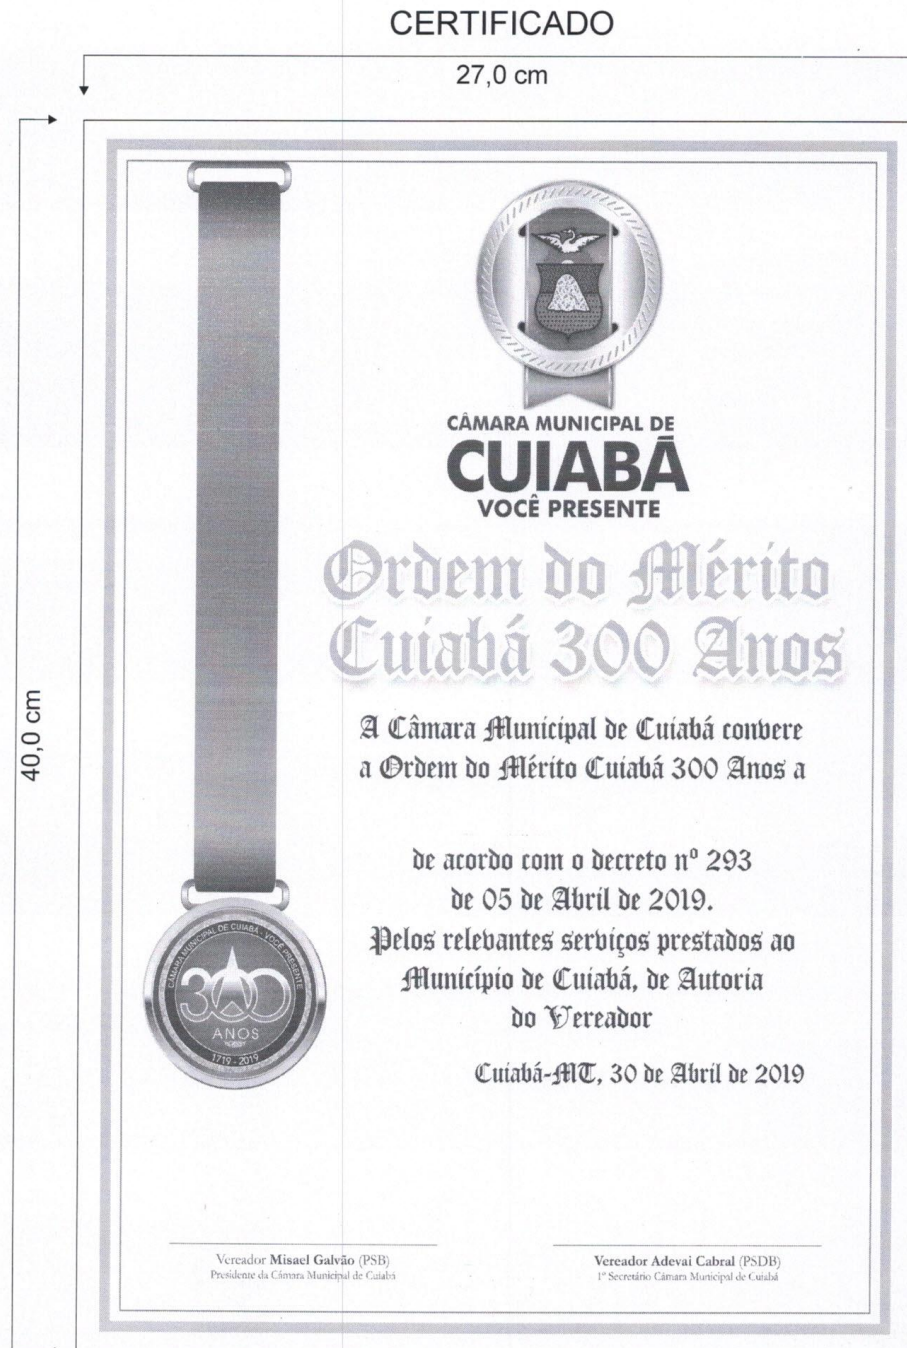 CERTIFICADO
27,0 cm
40,0 cm
CÂMARA MUNICIPAL DE
CUIABÁ
VOCÊ PRESENTE
Ordem do Mérito
Cuiabá 300 Anos
A Câmara Municipal de Cuiabá convere
a Ordem do Mérito Cuiabá 300 Anos a
de acordo com o decreto nº 293
de 05 de Abril de 2019.
Pelos relevantes serviços prestados ao
Município de Cuiabá, de Autoria
do Vereador
Cuiabá-MT, 30 de Abril de 2019
CÂMARA MUNICIPAL DE CUIABÁ - VOCÊ PRESENTE
300
ANOS
1719 - 2019
Vereador Misael Galvão (PSB)
Presidente da Câmara Municipal de Cuiabá
Vereador Adevai Cabral (PSDB)
1º Secretário Câmara Municipal de Cuiabá